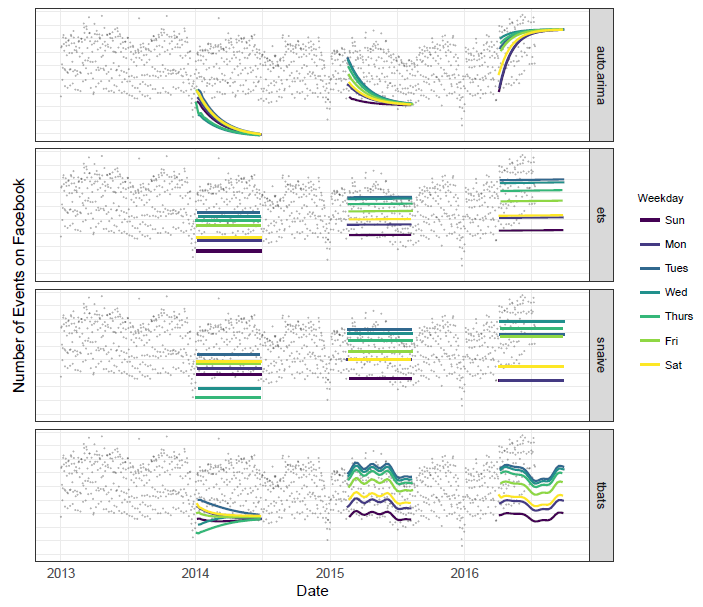 Number of Events on Facebook
auto.arima
ets
snaive
tbats
2013 2014 2015 2016
Date
Weekday
Sun
Mon
Tues
Wed
Thurs
Fri
Sat